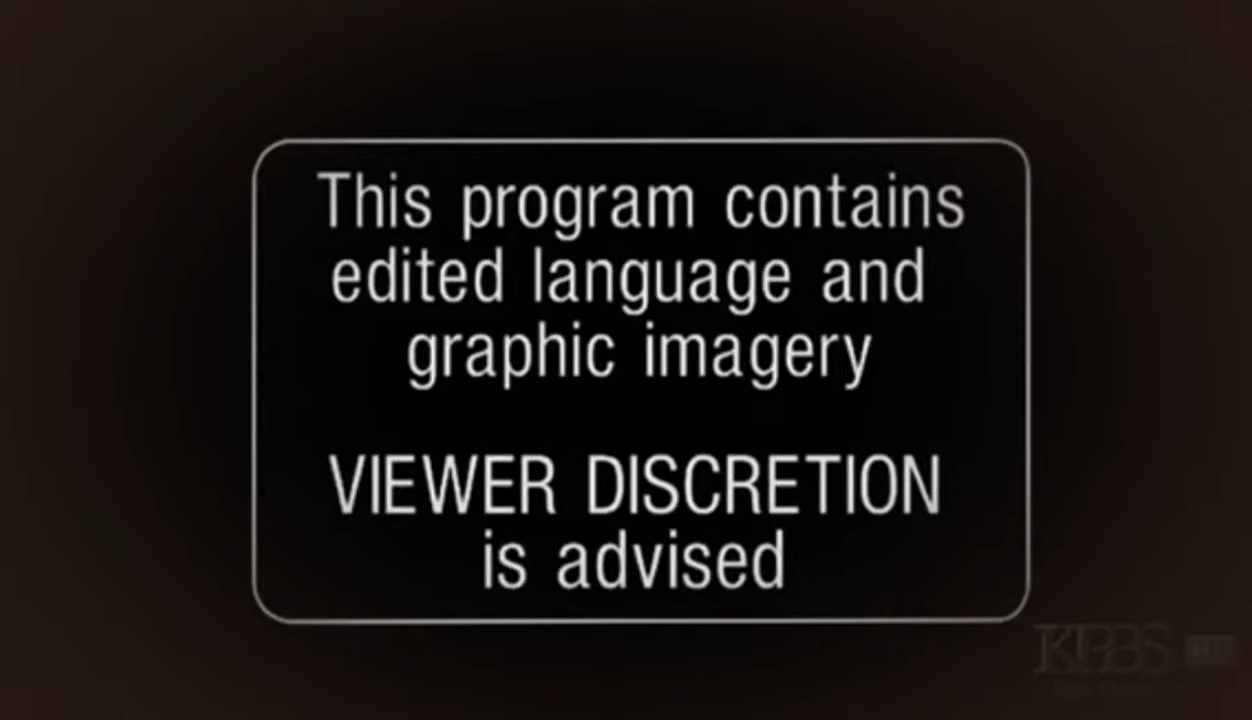 This program contains
edited language and
graphic imagery
VIEWER DISCRETION
is advised
KPBS